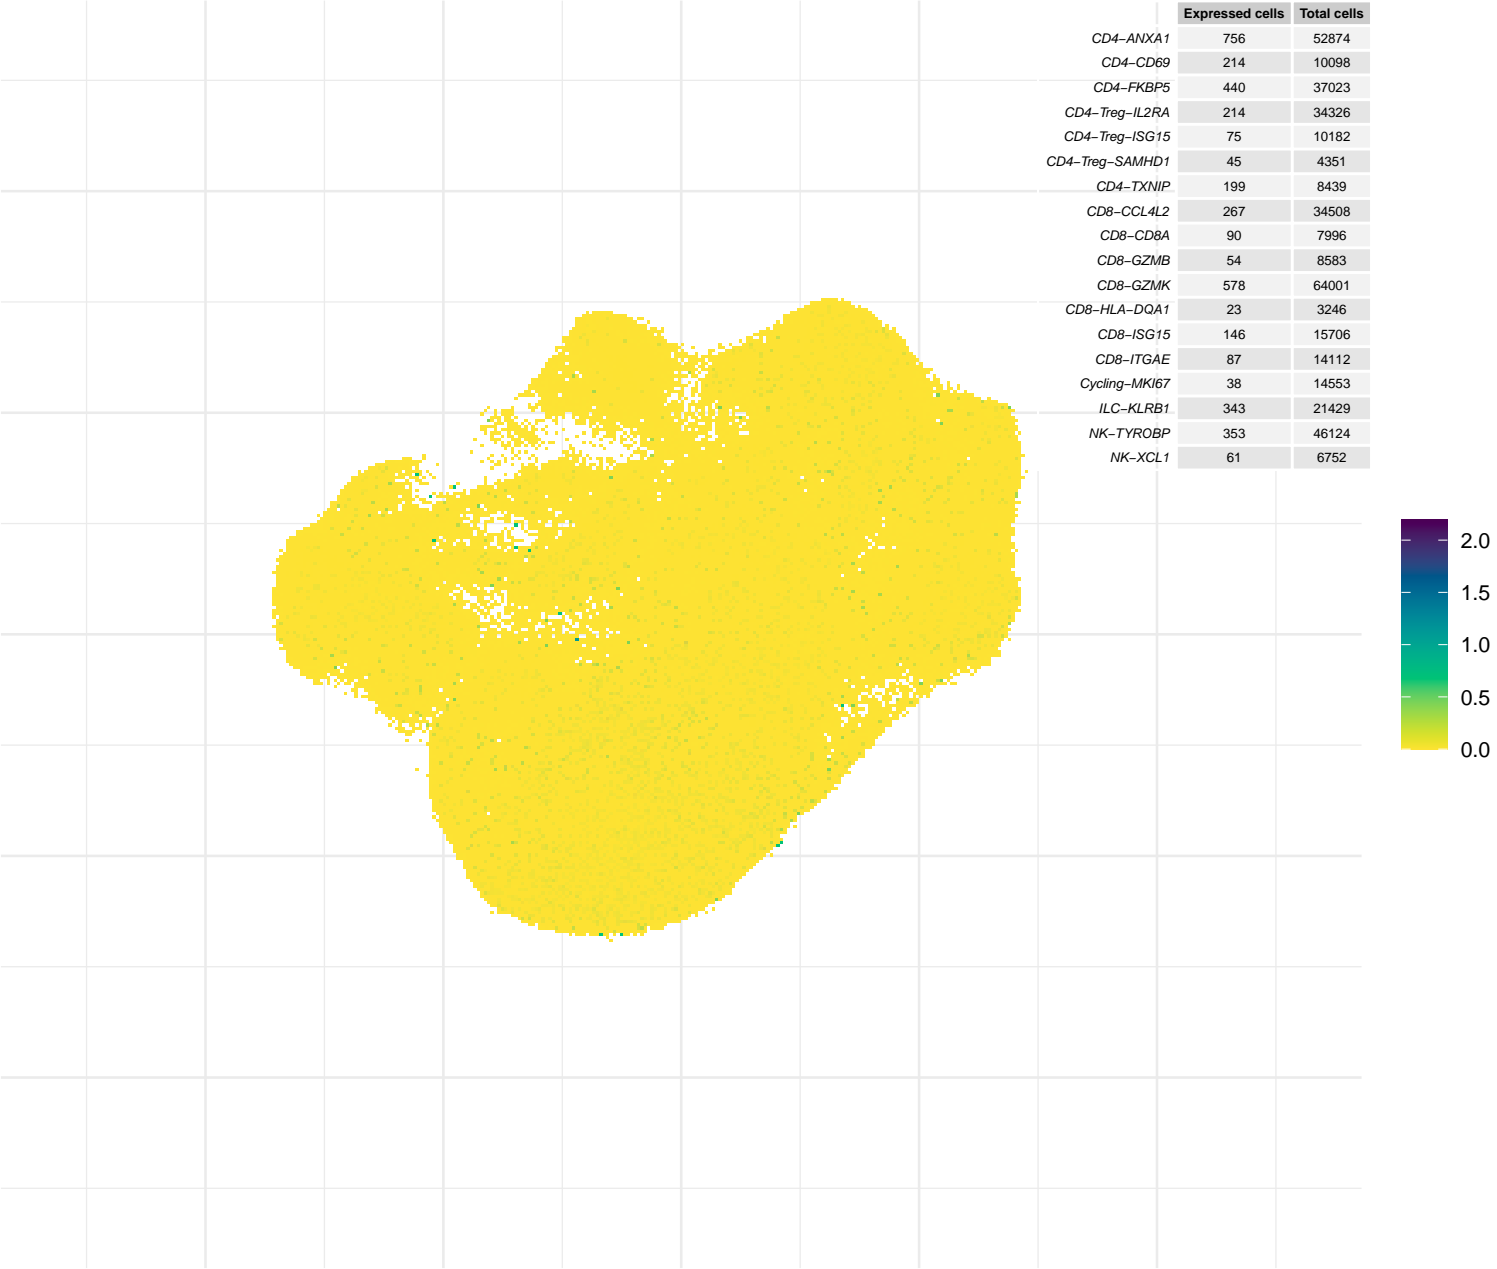 Expressed cells Total cells
CD4−ANXA1 756 52874
CD4−CD69 214 10098
CD4−FKBP5 440 37023
CD4−Treg−IL2RA 214 34326
CD4−Treg−ISG15 75 10182
CD4−Treg−SAMHD1 45 4351
CD4−TXNIP 199 8439
CD8−CCL4L2 267 34508
CD8−CD8A 90 7996
CD8−GZMB 54 8583
CD8−GZMK 578 64001
CD8−HLA−DQA1 23 3246
CD8−ISG15 146 15706
CD8−ITGAE 87 14112
Cycling−MKI67 38 14553
ILC−KLRB1 343 21429
NK−TYROBP 353 46124
NK−XCL1 61 6752
2.0
1.5
1.0
0.5
0.0